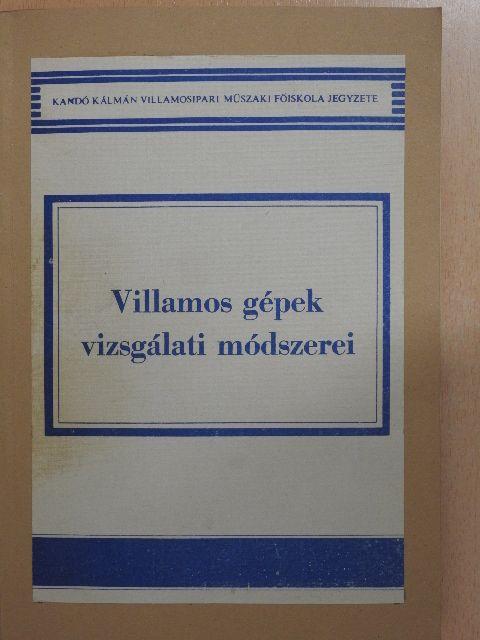 KANDÓ KÁLMÁN VILLAMOSIPARI MŰSZAKI FŐISKOLA JEGYZETE
Villamos gépek
vizsgálati módszerei